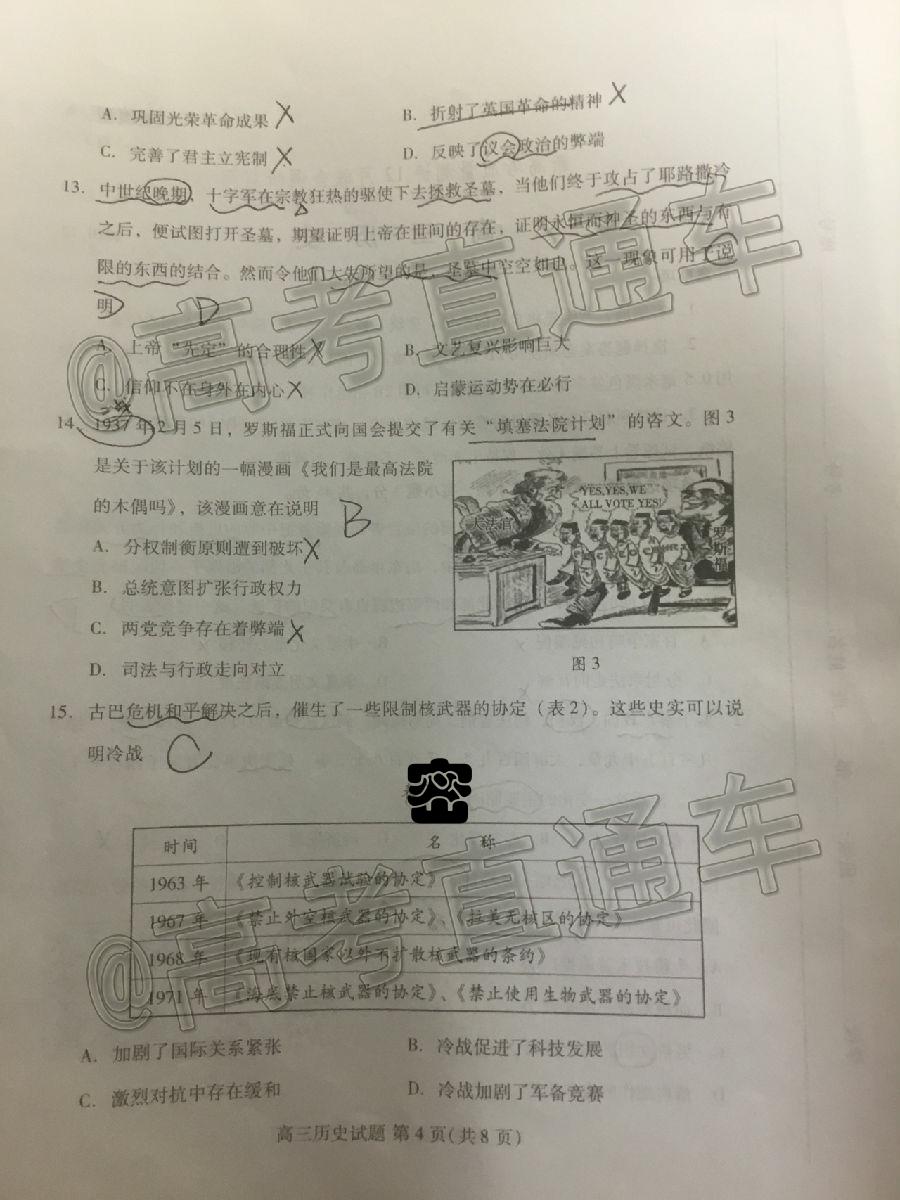 A. 巩固光荣革命成果 X B. 折射了英国革命的精神 X
C. 完善了君主立宪制 X D. 反映了议会政治的弊端
13. 中世纪晚期，十字军在宗教狂热的驱使下去拯救圣墓，当他们终于攻占了耶路撒冷
之后，便试图打开圣墓，期望证明上帝在世间的存在，证明永恒而神圣的东西与有
限的东西的结合。然而令他们大失所望的是，圣墓中空空如也。这一现象可用于说
明 D
A. 上帝“先定”的合理性 X B. 文艺复兴影响巨大
C. 信仰不在身外在内心 X D. 启蒙运动势在必行
14. 1937年2月5日，罗斯福正式向国会提交了有关“填塞法院计划”的咨文。图3
是关于该计划的一幅漫画《我们是最高法院
的木偶吗》，该漫画意在说明 B
A. 分权制衡原则遭到破坏 X
B. 总统意图扩张行政权力
C. 两党竞争存在着弊端 X
D. 司法与行政走向对立
大法官
YES,YES,WE
ALL VOTE YES!
罗斯福
图3
15. 古巴危机和平解决之后，催生了一些限制核武器的协定（表2）。这些史实可以说
明冷战 C
时间 名称
1963年 《控制核武器试验的协定》
1967年 《禁止外空核武器的协定》、《拉美无核区的协定》
1968年 《现有核国家以外不扩散核武器的条约》
1971年 《海底禁止核武器的协定》、《禁止使用生物武器的协定》
A. 加剧了国际关系紧张 B. 冷战促进了科技发展
C. 激烈对抗中存在缓和 D. 冷战加剧了军备竞赛
高三历史试题 第4页(共8页)
@高考直通车
@高考直通车